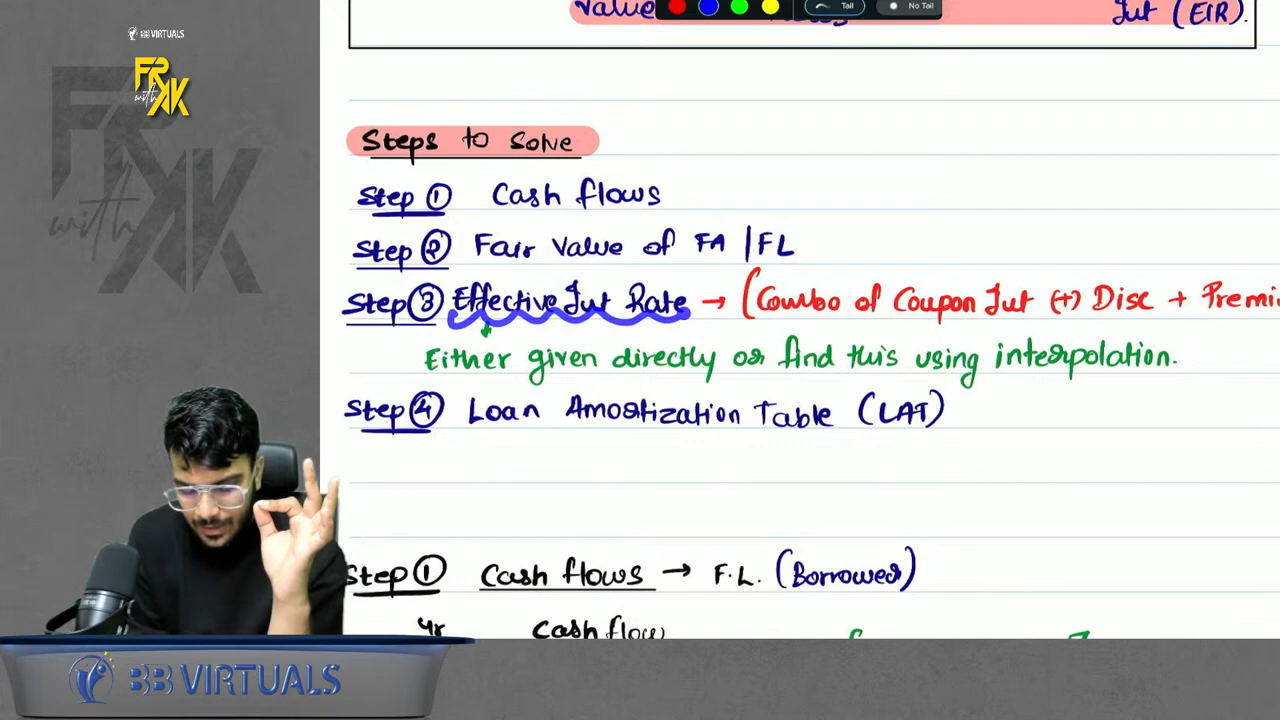 Value
Int (EIR).
Tail
No Tail
BB VIRTUALS
FR with AK
Steps to Solve
Step ① Cash flows
Step ② Fair Value of FA | FL
Step ③ Effective Int Rate → (Combo of Coupon Int (+) Disc + Premi
Either given directly or find this using interpolation.
Step ④ Loan Amortization Table (LAT)
Step ① Cash flows → F.L. (Borrower)
Yr Cash flow
BB VIRTUALS